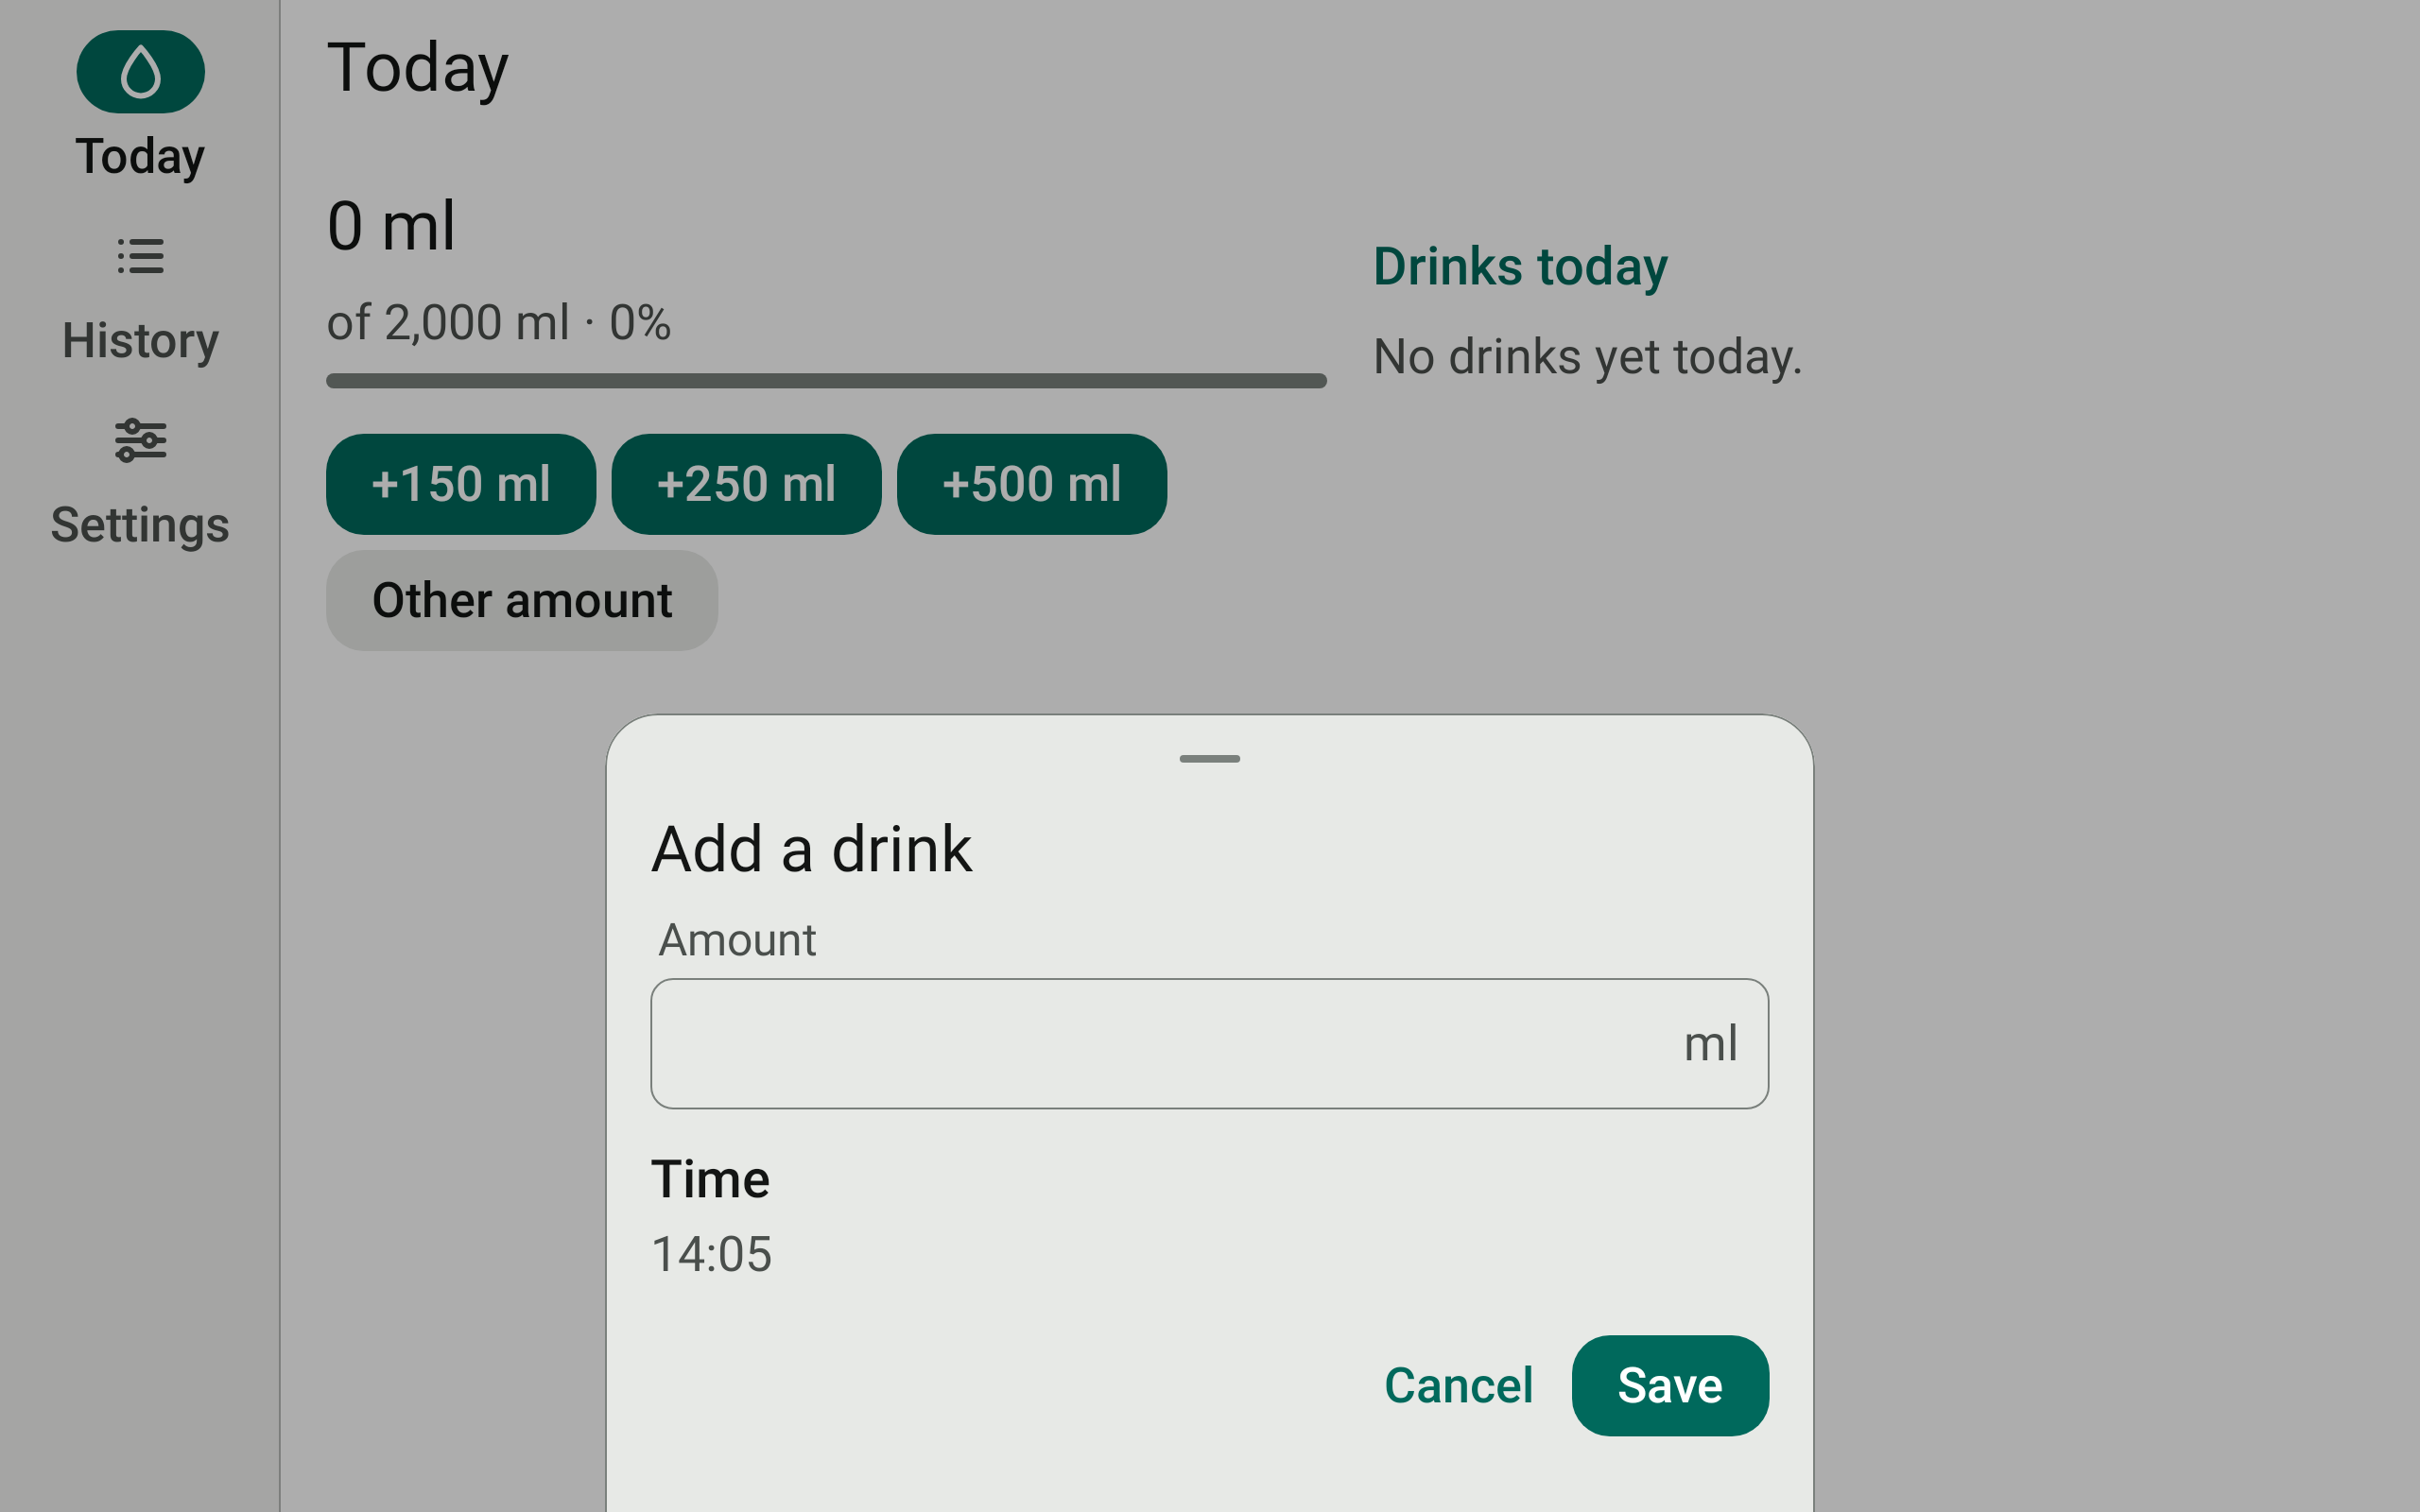 Today
History
Settings
Today
0 ml
of 2,000 ml · 0%
+150 ml
+250 ml
+500 ml
Other amount
Drinks today
No drinks yet today.
Add a drink
Amount
ml
Time
14:05
Cancel
Save